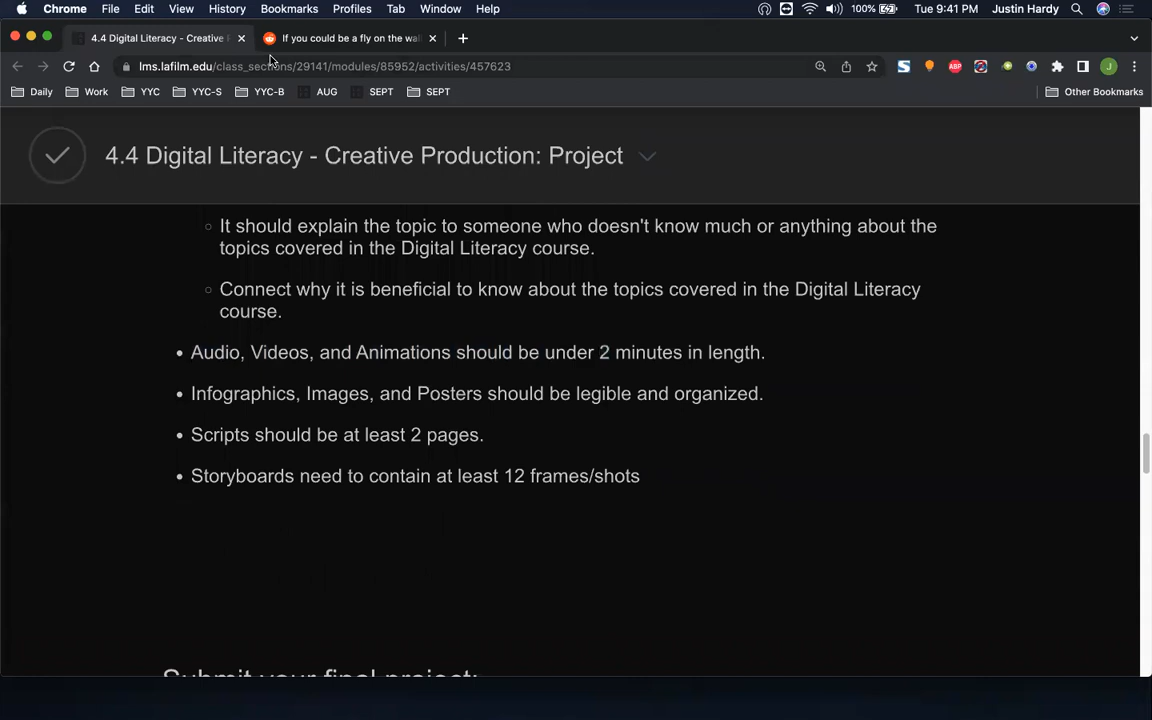 Chrome File Edit View History Bookmarks Profiles Tab Window Help 100% Tue 9:41 PM Justin Hardy
4.4 Digital Literacy - Creative P If you could be a fly on the wal
lms.lafilm.edu/class_sections/29141/modules/85952/activities/457623
Daily Work YYC YYC-S YYC-B AUG SEPT SEPT Other Bookmarks
4.4 Digital Literacy - Creative Production: Project
It should explain the topic to someone who doesn't know much or anything about the
topics covered in the Digital Literacy course.
Connect why it is beneficial to know about the topics covered in the Digital Literacy
course.
Audio, Videos, and Animations should be under 2 minutes in length.
Infographics, Images, and Posters should be legible and organized.
Scripts should be at least 2 pages.
Storyboards need to contain at least 12 frames/shots
Submit your final project: